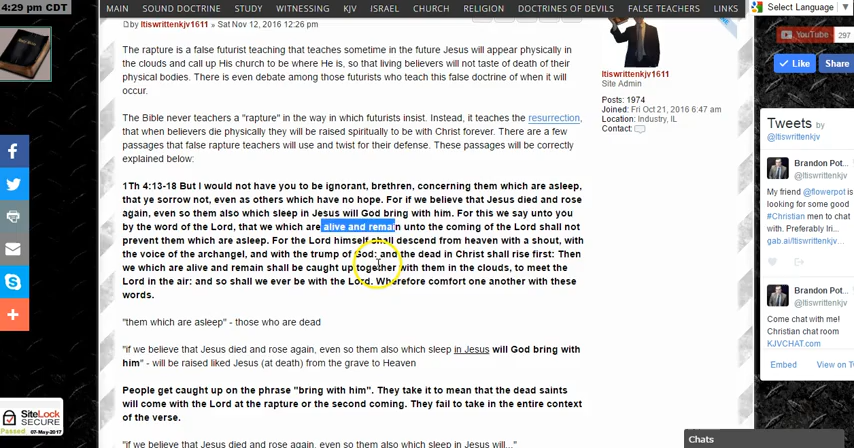 4:29 pm CDT
MAIN SOUND DOCTRINE STUDY WITNESSING KJV ISRAEL CHURCH RELIGION DOCTRINES OF DEVILS FALSE TEACHERS LINKS
Select Language ▼
by Itiswrittenkjv1611 » Sat Nov 12, 2016 12:26 pm
The rapture is a false futurist teaching that teaches sometime in the future Jesus will appear physically in
the clouds and call up His church to be where He is, so that living believers will not taste of death of their
physical bodies. There is even debate among those futurists who teach this false doctrine of when it will
occur.
The Bible never teachers a "rapture" in the way in which futurists insist. Instead, it teaches the resurrection,
that when believers die physically they will be raised spiritually to be with Christ forever. There are a few
passages that false rapture teachers will use and twist for their defense. These passages will be correctly
explained below:
1Th 4:13-18 But I would not have you to be ignorant, brethren, concerning them which are asleep,
that ye sorrow not, even as others which have no hope. For if we believe that Jesus died and rose
again, even so them also which sleep in Jesus will God bring with him. For this we say unto you
by the word of the Lord, that we which are alive and remain unto the coming of the Lord shall not
prevent them which are asleep. For the Lord himself shall descend from heaven with a shout, with
the voice of the archangel, and with the trump of God: and the dead in Christ shall rise first: Then
we which are alive and remain shall be caught up together with them in the clouds, to meet the
Lord in the air: and so shall we ever be with the Lord. Wherefore comfort one another with these
words.
"them which are asleep" - those who are dead
"if we believe that Jesus died and rose again, even so them also which sleep in Jesus will God bring with
him" - will be raised liked Jesus (at death) from the grave to Heaven
People get caught up on the phrase "bring with him". They take it to mean that the dead saints
will come with the Lord at the rapture or the second coming. They fail to take in the entire context
of the verse.
"if we believe that Jesus died and rose again, even so them also which sleep in Jesus will..."
Itiswrittenkjv1611
Site Admin
Posts: 1974
Joined: Fri Oct 21, 2016 6:47 am
Location: Industry, IL
Contact:
YouTube 297
Like Share
Tweets by
@Itiswrittenkjv
Brandon Pot...
@Itiswrittenkjv
My friend @flowerpot is
looking for some good
#Christian men to chat
with. Preferably Iri...
gab.ai/Itiswrittenkjv...
Brandon Pot...
@Itiswrittenkjv
Come chat with me!
Christian chat room
KJVCHAT.com
Embed View on T
Chats
SiteLock
SECURE
Passed 07-May-2017